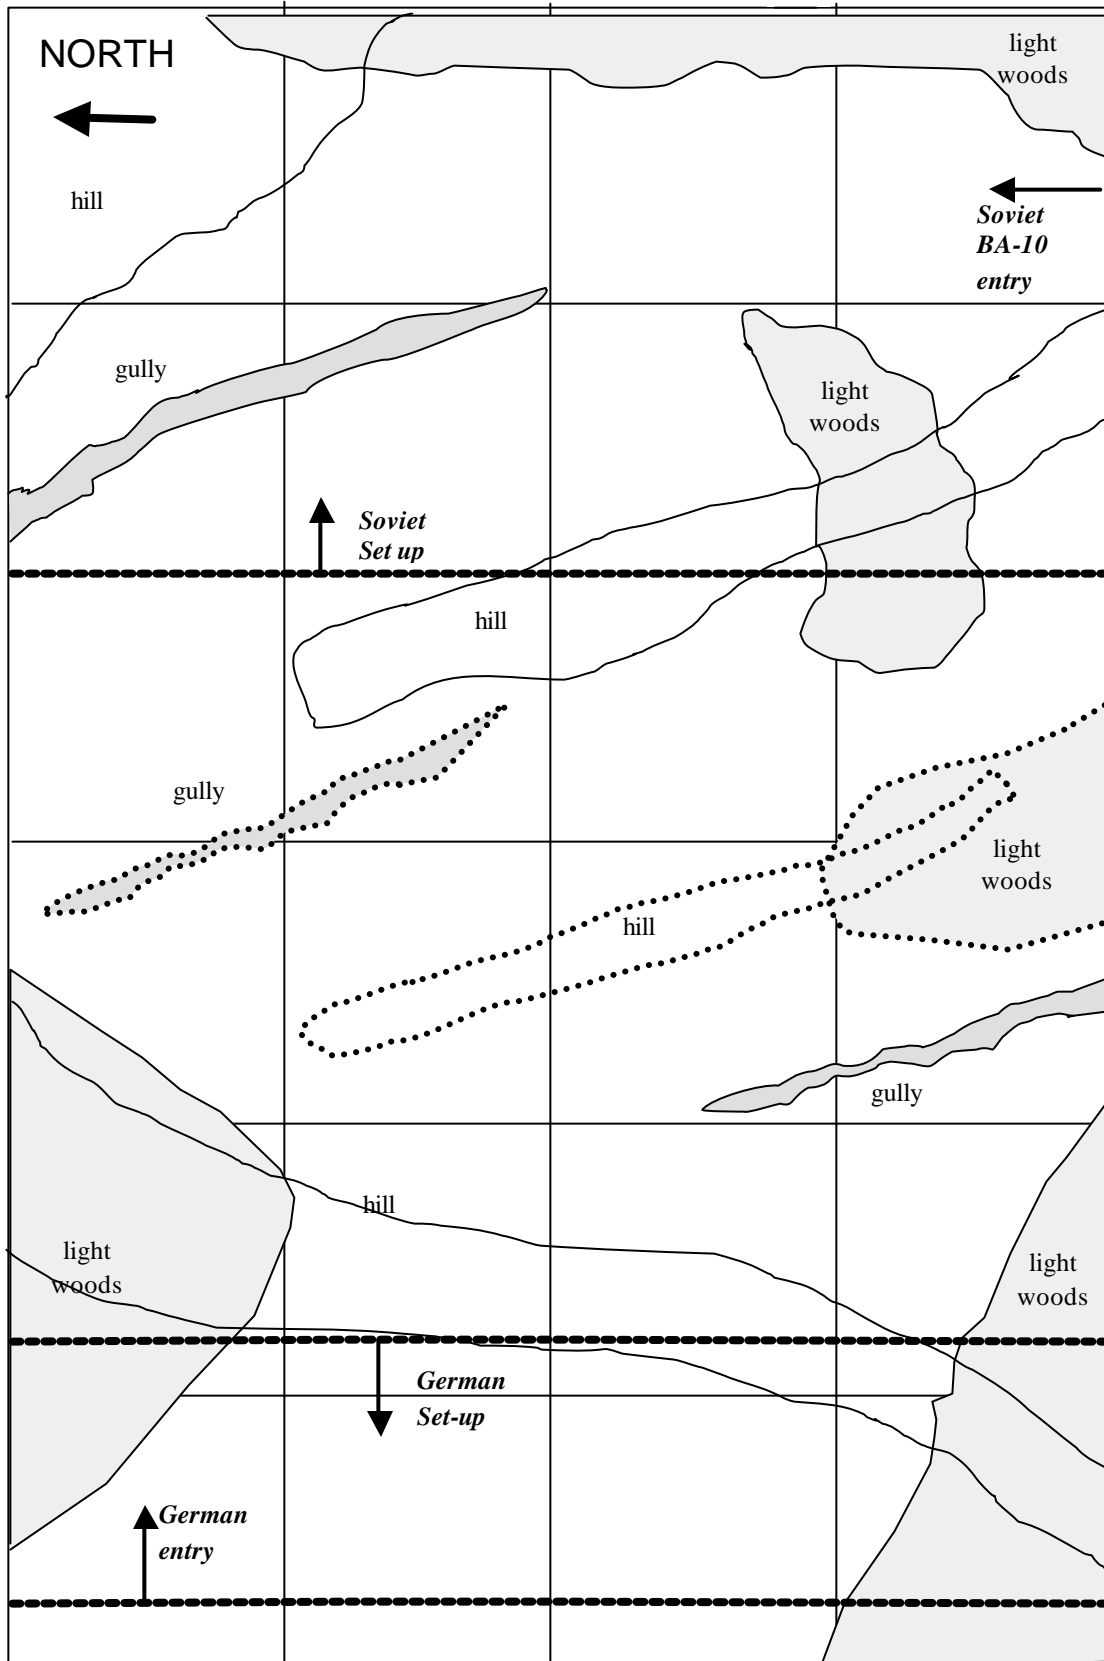 NORTH
light
woods
hill
Soviet
BA-10
entry
gully
light
woods
Soviet
Set up
hill
gully
light
woods
hill
gully
hill
light
woods
light
woods
German
Set-up
German
entry